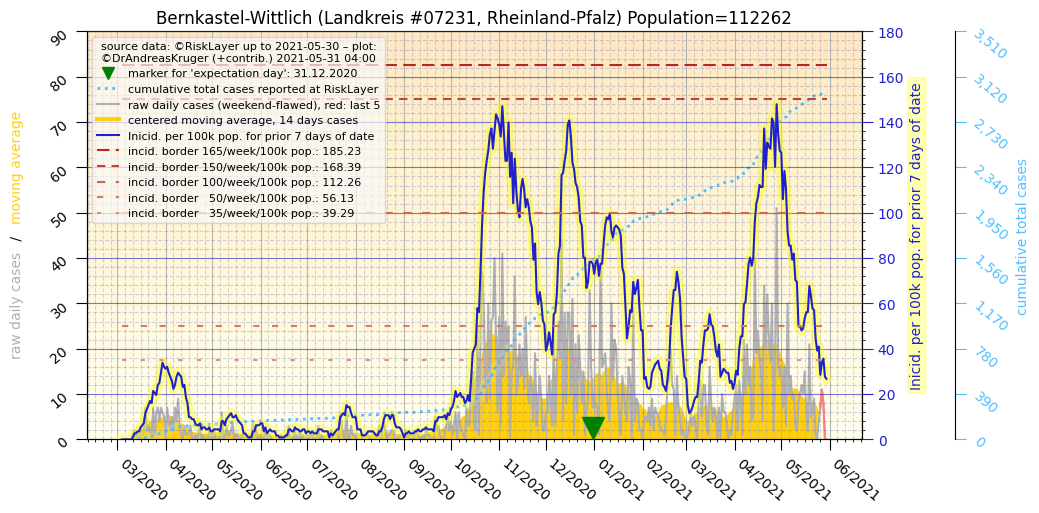 Bernkastel-Wittlich (Landkreis #07231, Rheinland-Pfalz) Population=112262
source data: ©RiskLayer up to 2021-05-30 – plot:
©DrAndreasKruger (+contrib.) 2021-05-31 04:00
marker for 'expectation day': 31.12.2020
cumulative total cases reported at RiskLayer
raw daily cases (weekend-flawed), red: last 5
centered moving average, 14 days cases
Inicid. per 100k pop. for prior 7 days of date
incid. border 165/week/100k pop.: 185.23
incid. border 150/week/100k pop.: 168.39
incid. border 100/week/100k pop.: 112.26
incid. border   50/week/100k pop.: 56.13
incid. border   35/week/100k pop.: 39.29
raw daily cases / moving average
90
80
70
60
50
40
30
20
10
0
180
160
140
120
100
80
60
40
20
0
Inicid. per 100k pop. for prior 7 days of date
3,510
3,120
2,730
2,340
1,950
1,560
1,170
780
390
0
cumulative total cases
03/2020
04/2020
05/2020
06/2020
07/2020
08/2020
09/2020
10/2020
11/2020
12/2020
01/2021
02/2021
03/2021
04/2021
05/2021
06/2021